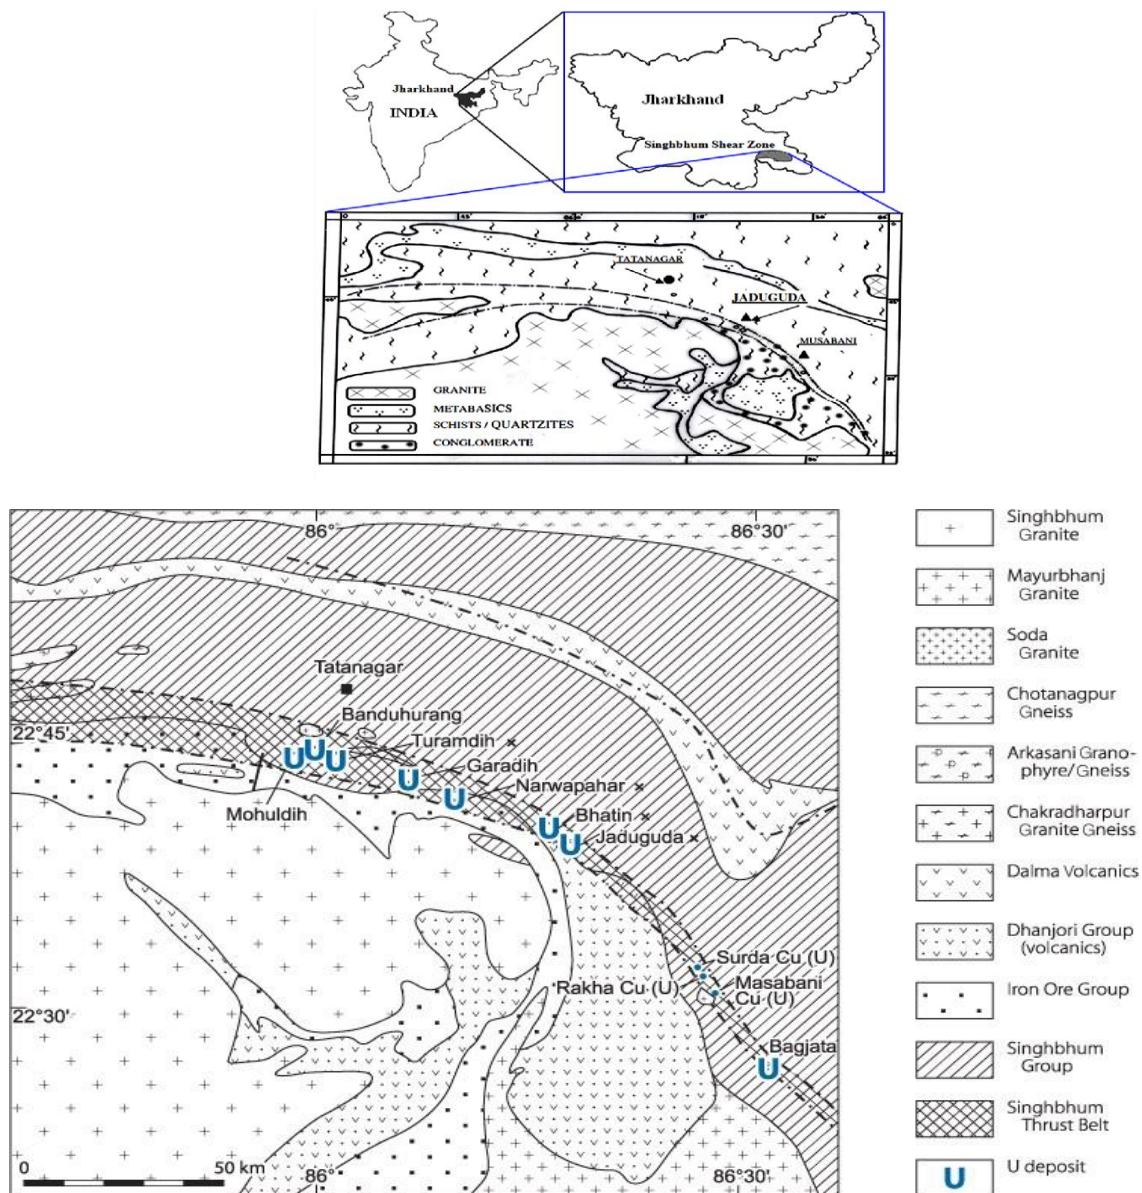 Jharkhand
INDIA
Jharkhand
Singhbhum Shear Zone
TATANAGAR
JADUGUDA
MUSABANI
GRANITE
METABASICS
SCHISTS / QUARTZITES
CONGLOMERATE
86°
86°30'
Tatanagar
22°45'
Banduhurang
Turamdih
Garadih
Narwapahar
Mohuldih
Bhatin
Jaduguda
Surda Cu (U)
Rakha Cu (U)
Masabani
Cu (U)
22°30'
Bagjata
U
U
U
U
U
U
U
U
0
50 km
86°
86°30'
Singhbhum
Granite
Mayurbhanj
Granite
Soda
Granite
Chotanagpur
Gneiss
Arkasani Grano-
phyre/Gneiss
Chakradharpur
Granite Gneiss
Dalma Volcanics
Dhanjori Group
(volcanics)
Iron Ore Group
Singhbhum
Group
Singhbhum
Thrust Belt
U
U deposit